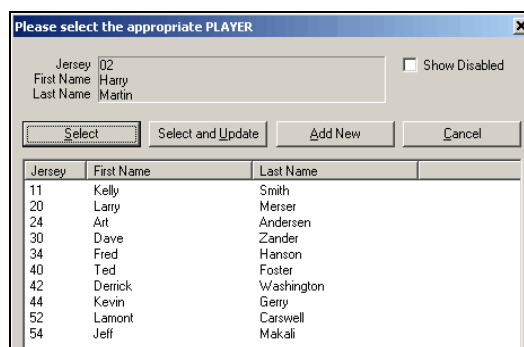 Please select the appropriate PLAYER
Jersey 02
Show Disabled
First Name Harry
Last Name Martin
Select Select and Update Add New Cancel
Jersey First Name Last Name
11 Kelly Smith
20 Larry Merser
24 Art Andersen
30 Dave Zander
34 Fred Hanson
40 Ted Foster
42 Derrick Washington
44 Kevin Gerry
52 Lamont Carswell
54 Jeff Makali